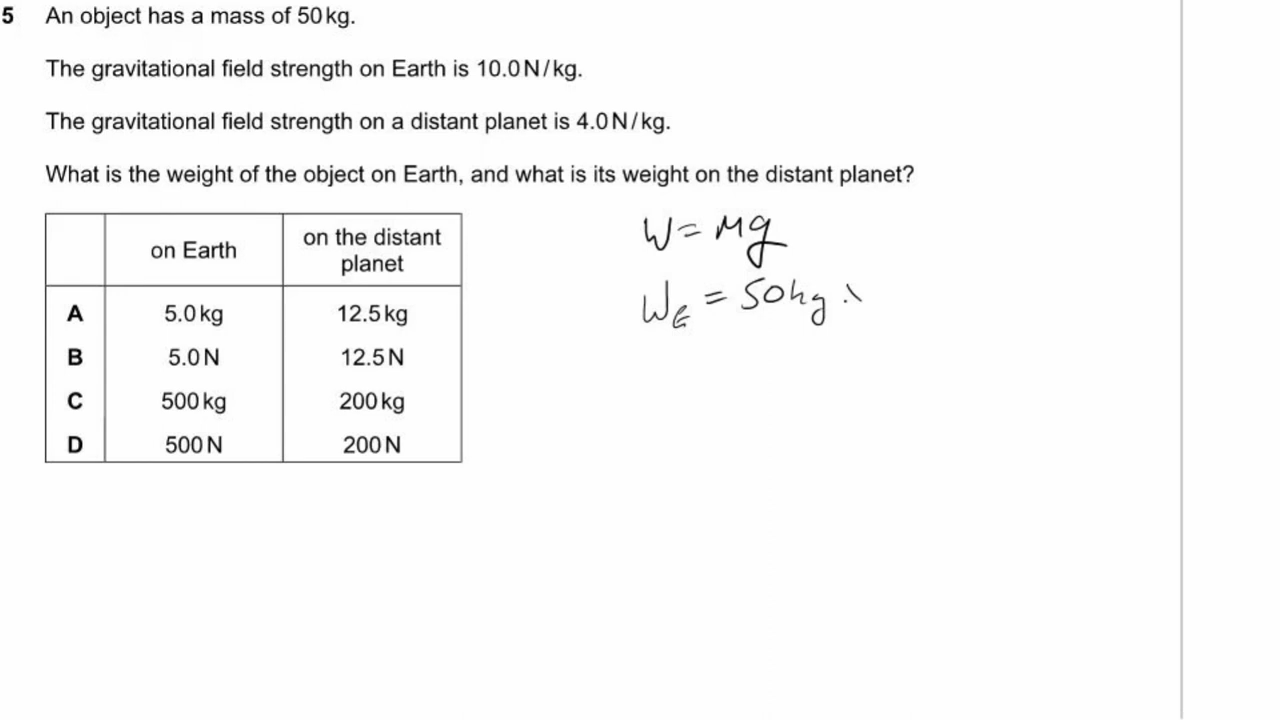 5 An object has a mass of 50 kg.
The gravitational field strength on Earth is 10.0 N/kg.
The gravitational field strength on a distant planet is 4.0 N/kg.
What is the weight of the object on Earth, and what is its weight on the distant planet?
on Earth on the distant planet
A 5.0 kg 12.5 kg
B 5.0 N 12.5 N
C 500 kg 200 kg
D 500 N 200 N
W = Mg
W_E = 50kg